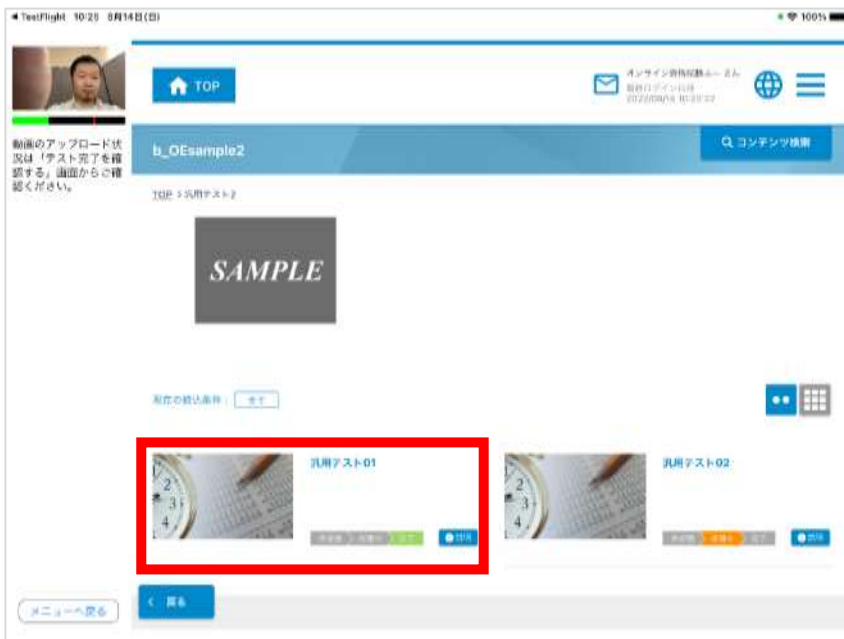 TestFlight 10:28 8月14日(日)
100%
TOP
オンライン資格試験ふー さん
動画のアップロード状
況は「テスト完了を確
認する」画面からご確
認ください。
b_OEsample2
コンテンツ検索
TOP > 汎用テスト2
SAMPLE
現在の絞込条件： 全て
汎用テスト01
汎用テスト02
完了
完了
メニューへ戻る
戻る